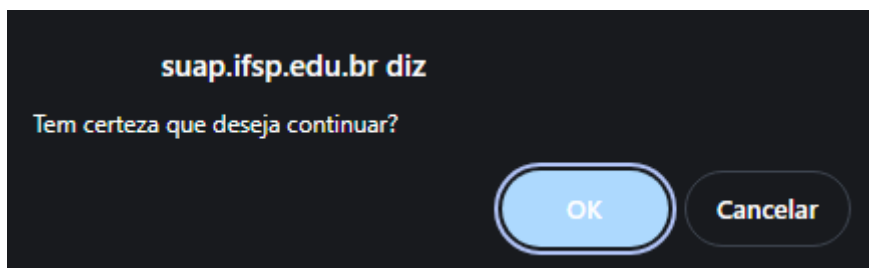 suap.ifsp.edu.br diz
Tem certeza que deseja continuar?
OK
Cancelar